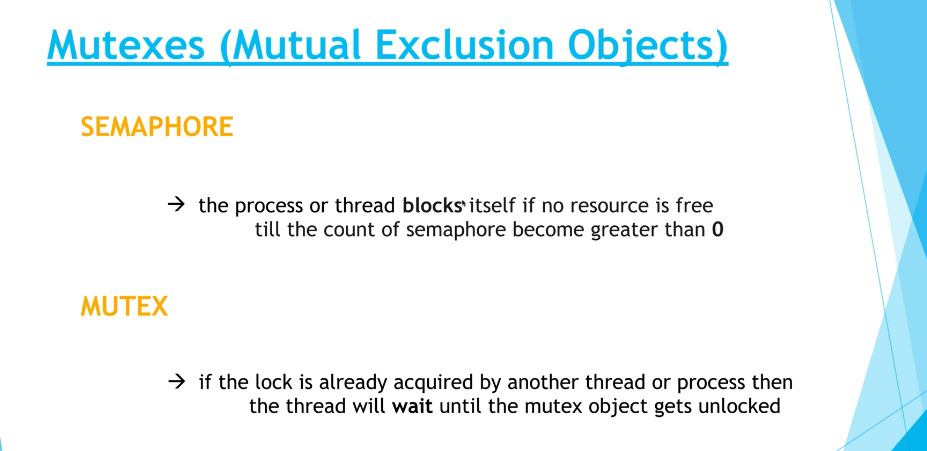 Mutexes (Mutual Exclusion Objects)
SEMAPHORE
→ the process or thread blocks itself if no resource is free
till the count of semaphore become greater than 0
MUTEX
→ if the lock is already acquired by another thread or process then
the thread will wait until the mutex object gets unlocked